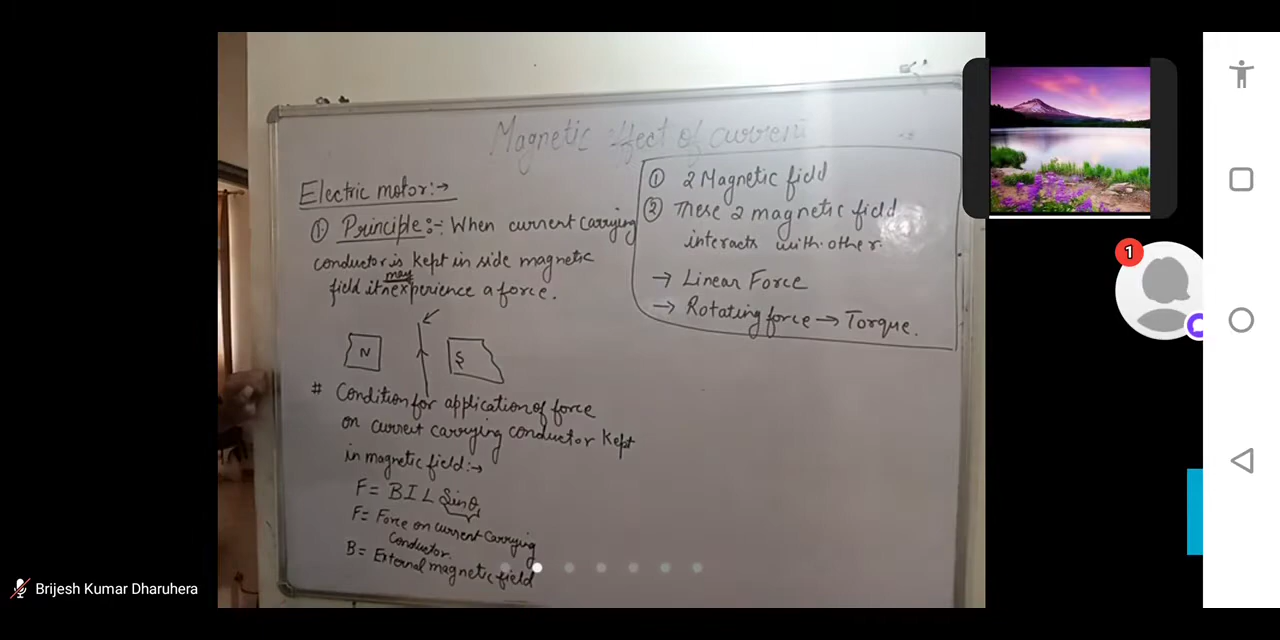 Magnetic effect of current
Electric motor:→
① Principle:-: When current carrying
conductor is kept in side magnetic
may
field it experience a force.
N
S
# Condition for application of force
on current carrying conductor kept
in magnetic field:→
F = B I L Sinθ
F = Force on current carrying
conductor.
B = External magnetic field
① 2 Magnetic field
② These 2 magnetic field
interacts with other.
→ Linear Force
→ Rotating force → Torque.
1
Brijesh Kumar Dharuhera